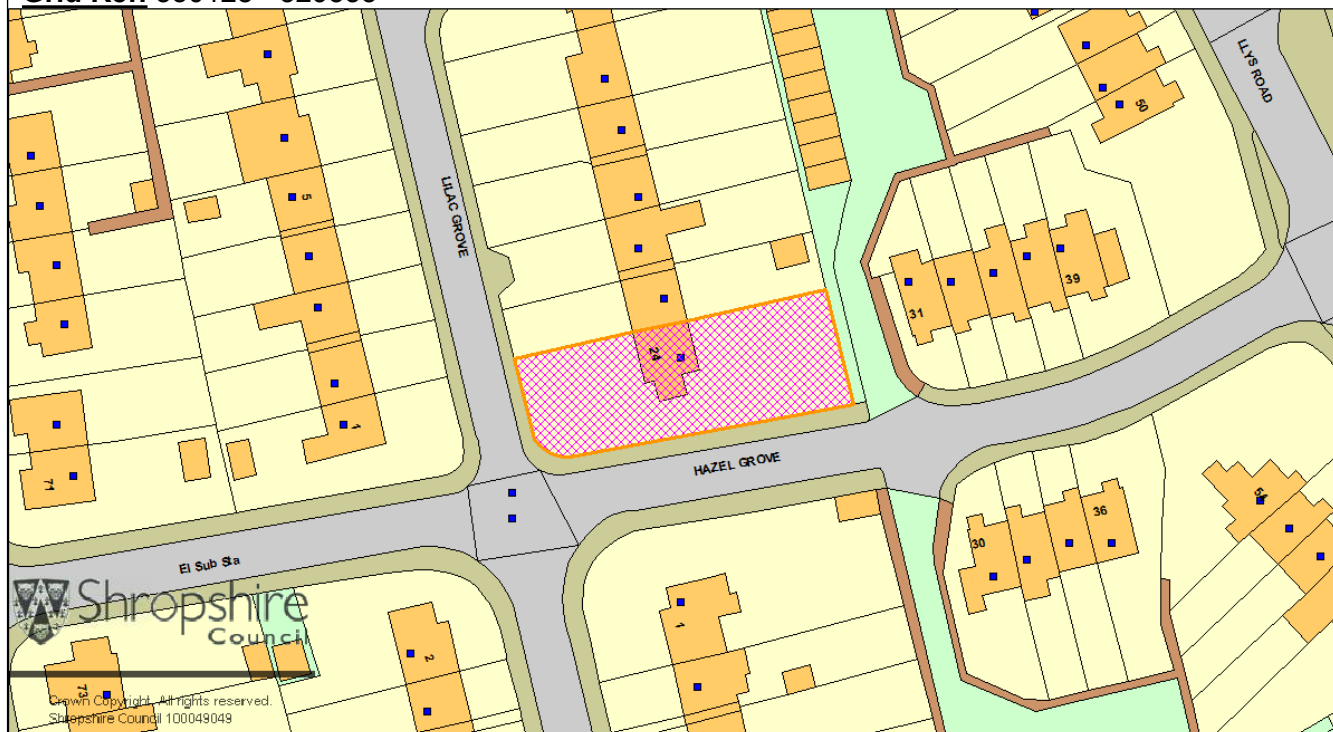 LLYS ROAD
50
5
LILAC GROVE
39
31
24
1
71
HAZEL GROVE
54
36
30
El Sub Sta
Shropshire
Council
1
2
73
Crown Copyright. All rights reserved.
Shropshire Council 100049049